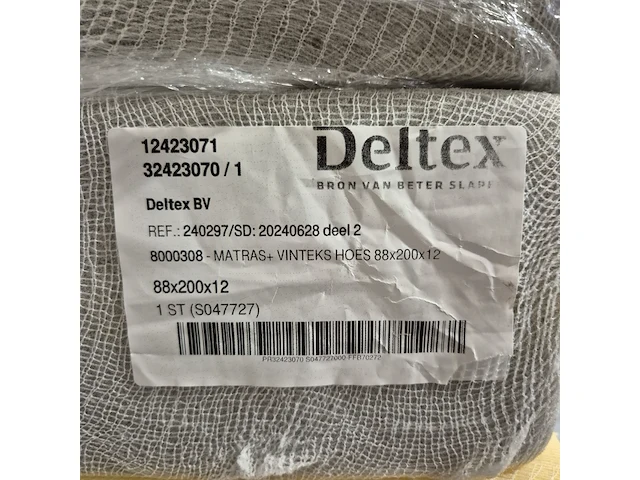 12423071
32423070 / 1
Deltex
BRON VAN BETER SLAPE
Deltex BV
REF.: 240297/SD: 20240628 deel 2
8000308 - MATRAS+ VINTEKS HOES 88x200x12
88x200x12
1 ST (S047727)
PR32423070 S047727000 FFB70272